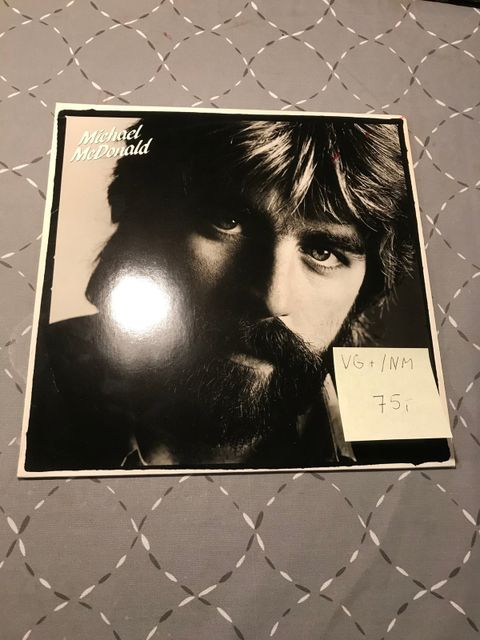 Michael
McDonald
VG+/NM
75,-